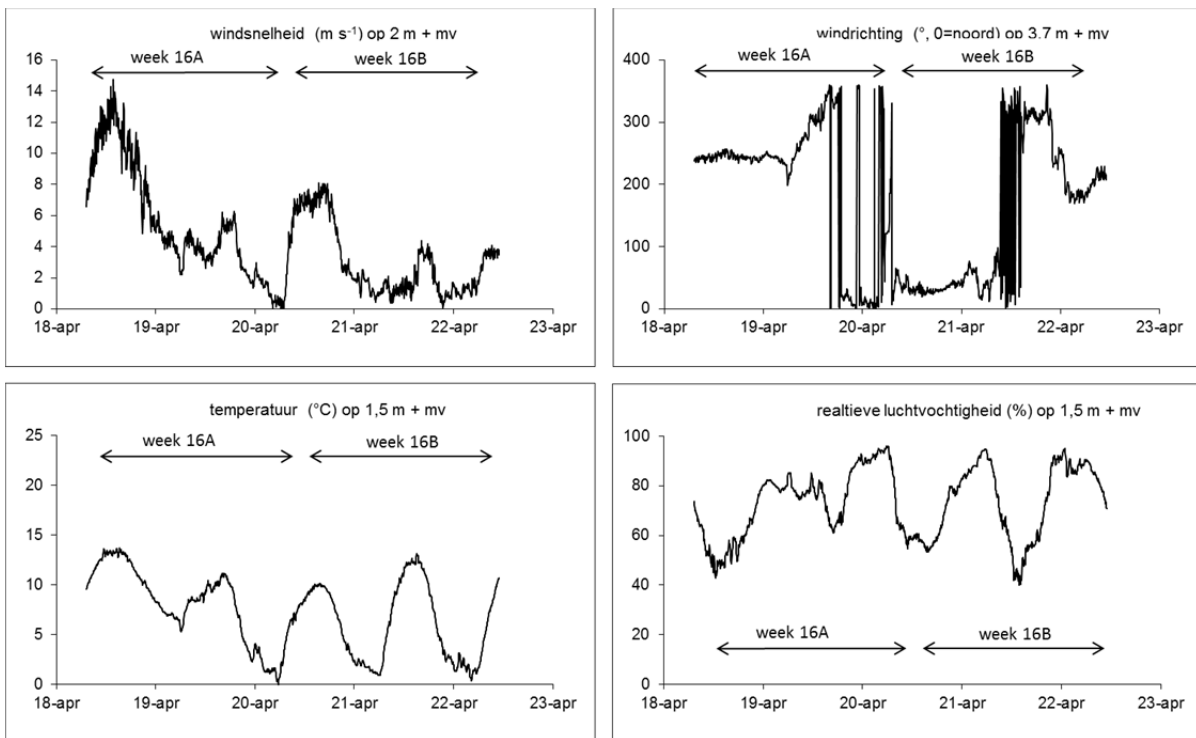 windsnelheid (m s⁻¹) op 2 m + mv
week 16A week 16B
16
14
12
10
8
6
4
2
0
18-apr 19-apr 20-apr 21-apr 22-apr 23-apr
windrichting (°, 0=noord) op 3.7 m + mv
week 16A week 16B
400
300
200
100
0
18-apr 19-apr 20-apr 21-apr 22-apr 23-apr
temperatuur (°C) op 1,5 m + mv
week 16A week 16B
25
20
15
10
5
0
18-apr 19-apr 20-apr 21-apr 22-apr 23-apr
realtieve luchtvochtigheid (%) op 1,5 m + mv
100
80
60
40
20
0
week 16A week 16B
18-apr 19-apr 20-apr 21-apr 22-apr 23-apr